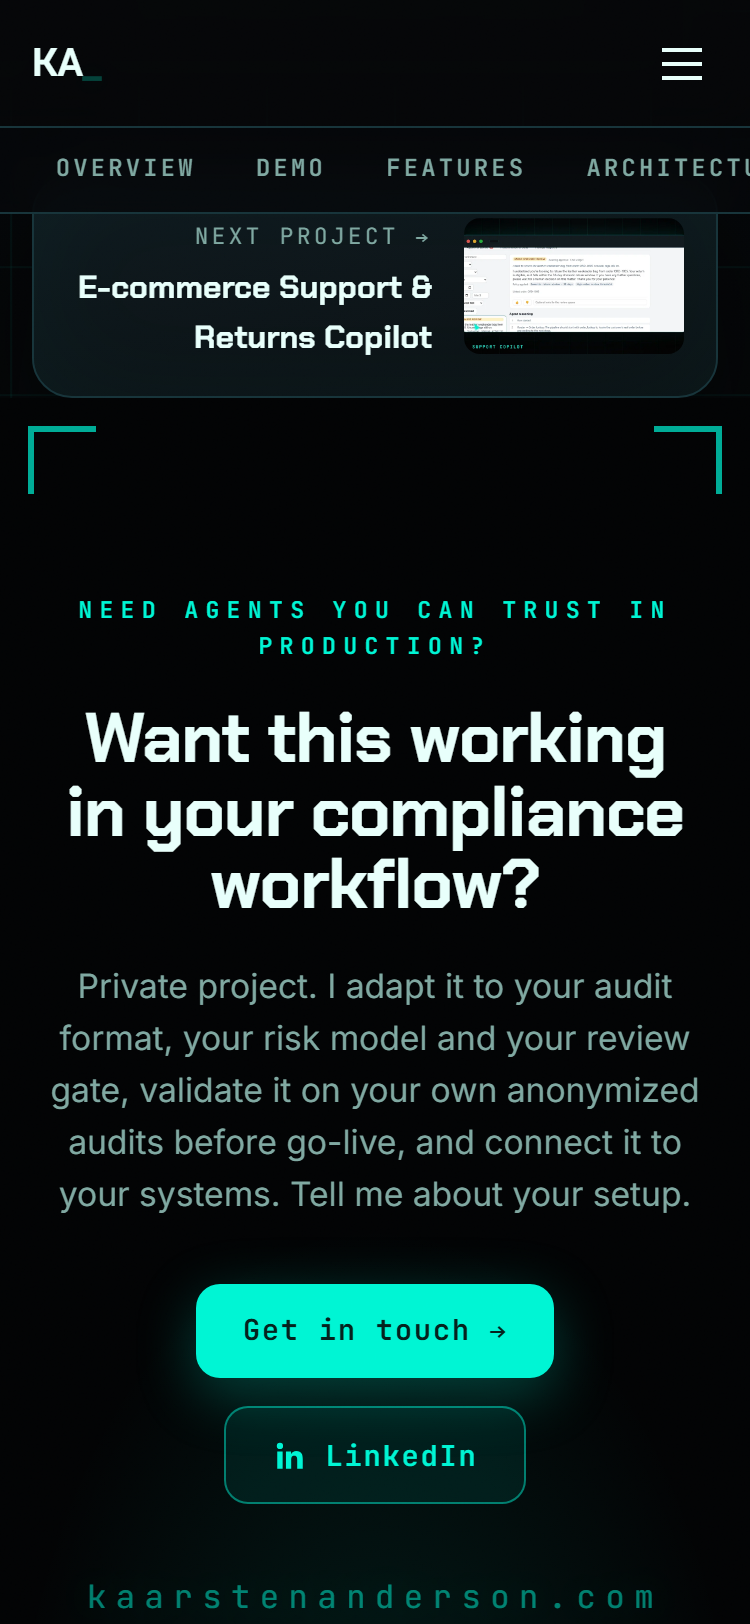 KA_
OVERVIEW DEMO FEATURES ARCHITECTU
NEXT PROJECT →
E-commerce Support &
Returns Copilot
SUPPORT COPILOT
NEED AGENTS YOU CAN TRUST IN
PRODUCTION?
Want this working
in your compliance
workflow?
Private project. I adapt it to your audit
format, your risk model and your review
gate, validate it on your own anonymized
audits before go-live, and connect it to
your systems. Tell me about your setup.
Get in touch →
in LinkedIn
kaarstenanderson.com